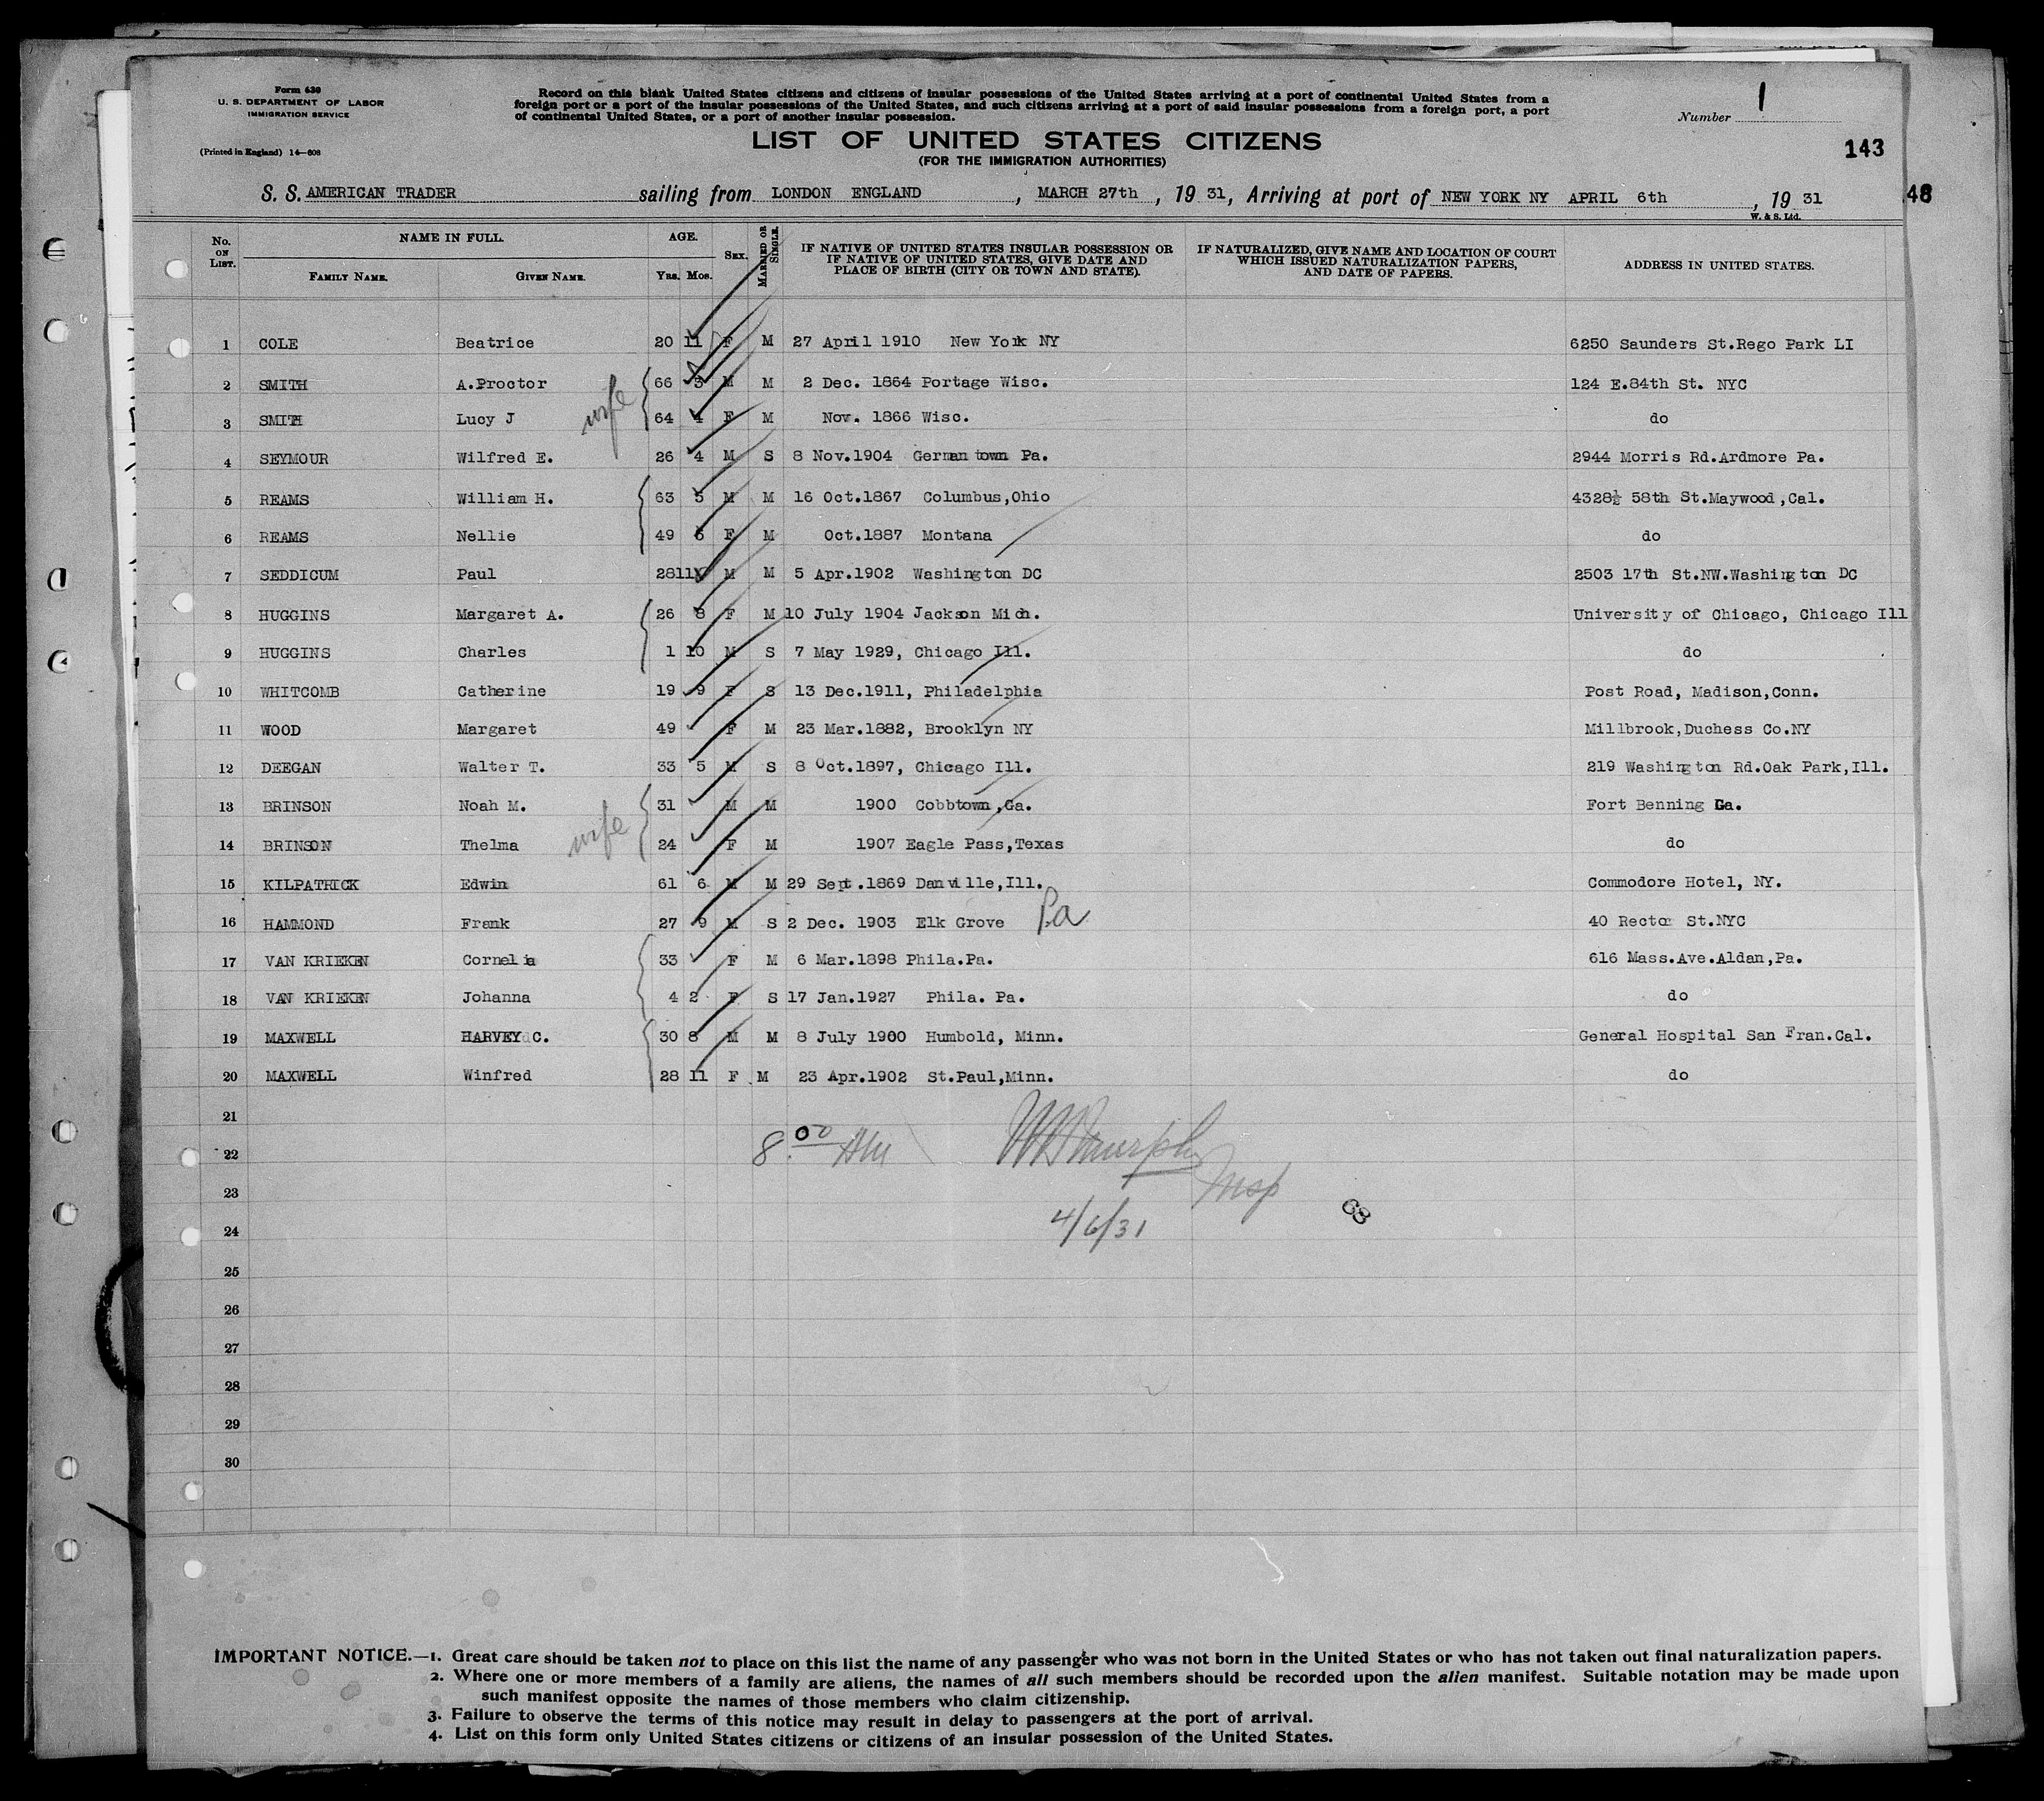 Form 630
U. S. DEPARTMENT OF LABOR
IMMIGRATION SERVICE
(Printed in England) 14—608
Record on this blank United States citizens and citizens of insular possessions of the United States arriving at a port of continental United States from a
foreign port or a port of the insular possessions of the United States, and such citizens arriving at a port of said insular possessions from a foreign port, a port
of continental United States, or a port of another insular possession.
Number 1
LIST OF UNITED STATES CITIZENS
(FOR THE IMMIGRATION AUTHORITIES)
143
S. S. AMERICAN TRADER sailing from LONDON ENGLAND, MARCH 27th, 19 31, Arriving at port of NEW YORK NY APRIL 6th, 19 31
48
W. & S. Ltd.
No. ON LIST. NAME IN FULL. FAMILY NAME. GIVEN NAME. AGE. Yrs. Mos. SEX. MARRIED OR SINGLE. IF NATIVE OF UNITED STATES INSULAR POSSESSION OR IF NATIVE OF UNITED STATES, GIVE DATE AND PLACE OF BIRTH (CITY OR TOWN AND STATE). IF NATURALIZED, GIVE NAME AND LOCATION OF COURT WHICH ISSUED NATURALIZATION PAPERS, AND DATE OF PAPERS. ADDRESS IN UNITED STATES.
1 COLE Beatrice 20 11 F M 27 April 1910 New York NY 6250 Saunders St.Rego Park LI
2 SMITH A.Proctor 66 3 M M 2 Dec. 1864 Portage Wisc. 124 E.84th St. NYC
3 SMITH Lucy J wife 64 4 F M Nov. 1866 Wisc. do
4 SEYMOUR Wilfred E. 26 4 M S 8 Nov.1904 Germantown Pa. 2944 Morris Rd.Ardmore Pa.
5 REAMS William H. 63 5 M M 16 Oct.1867 Columbus,Ohio 4328½ 58th St.Maywood,Cal.
6 REAMS Nellie 49 6 F M Oct.1887 Montana do
7 SEDDICUM Paul 28 11 M M 5 Apr.1902 Washington DC 2503 17th St.NW.Washington DC
8 HUGGINS Margaret A. 26 8 F M 10 July 1904 Jackson Mich. University of Chicago, Chicago Ill
9 HUGGINS Charles 1 10 M S 7 May 1929, Chicago Ill. do
10 WHITCOMB Catherine 19 9 F S 13 Dec.1911, Philadelphia Post Road, Madison,Conn.
11 WOOD Margaret 49 F M 23 Mar.1882, Brooklyn NY Millbrook,Duchess Co.NY
12 DEEGAN Walter T. 33 5 M S 8 Oct.1897, Chicago Ill. 219 Washington Rd.Oak Park,Ill.
13 BRINSON Noah M. 31 M M 1900 Cobbtown,Ga. Fort Benning Ga.
14 BRINSON Thelma wife 24 F M 1907 Eagle Pass,Texas do
15 KILPATRICK Edwin 61 6 M M 29 Sept.1869 Danville,Ill. Commodore Hotel, NY.
16 HAMMOND Frank 27 9 M S 2 Dec. 1903 Elk Grove Pa 40 Rector St.NYC
17 VAN KRIEKEN Cornelia 33 F M 6 Mar.1898 Phila.Pa. 616 Mass.Ave.Aldan,Pa.
18 VAN KRIEKEN Johanna 4 2 F S 17 Jan.1927 Phila. Pa. do
19 MAXWELL HARVEY C. 30 8 M M 8 July 1900 Humbold, Minn. General Hospital San Fran.Cal.
20 MAXWELL Winfred 28 11 F M 23 Apr.1902 St.Paul,Minn. do
21
22 8.00 AM Murphy
23 Insp
24 4/6/31
25
26
27
28
29
30
IMPORTANT NOTICE.—1. Great care should be taken not to place on this list the name of any passenger who was not born in the United States or who has not taken out final naturalization papers.
2. Where one or more members of a family are aliens, the names of all such members should be recorded upon the alien manifest. Suitable notation may be made upon
such manifest opposite the names of those members who claim citizenship.
3. Failure to observe the terms of this notice may result in delay to passengers at the port of arrival.
4. List on this form only United States citizens or citizens of an insular possession of the United States.